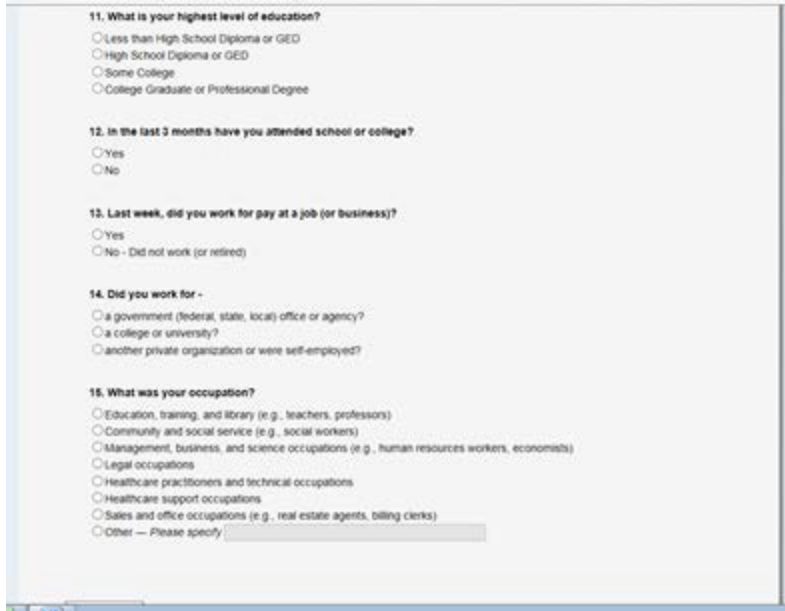 11. What is your highest level of education?
Less than High School Diploma or GED
High School Diploma or GED
Some College
College Graduate or Professional Degree
12. In the last 3 months have you attended school or college?
Yes
No
13. Last week, did you work for pay at a job (or business)?
Yes
No - Did not work (or retired)
14. Did you work for -
a government (federal, state, local) office or agency?
a college or university?
another private organization or were self-employed?
15. What was your occupation?
Education, training, and library (e.g., teachers, professors)
Community and social service (e.g., social workers)
Management, business, and science occupations (e.g., human resources workers, economists)
Legal occupations
Healthcare practitioners and technical occupations
Healthcare support occupations
Sales and office occupations (e.g., real estate agents, billing clerks)
Other — Please specify